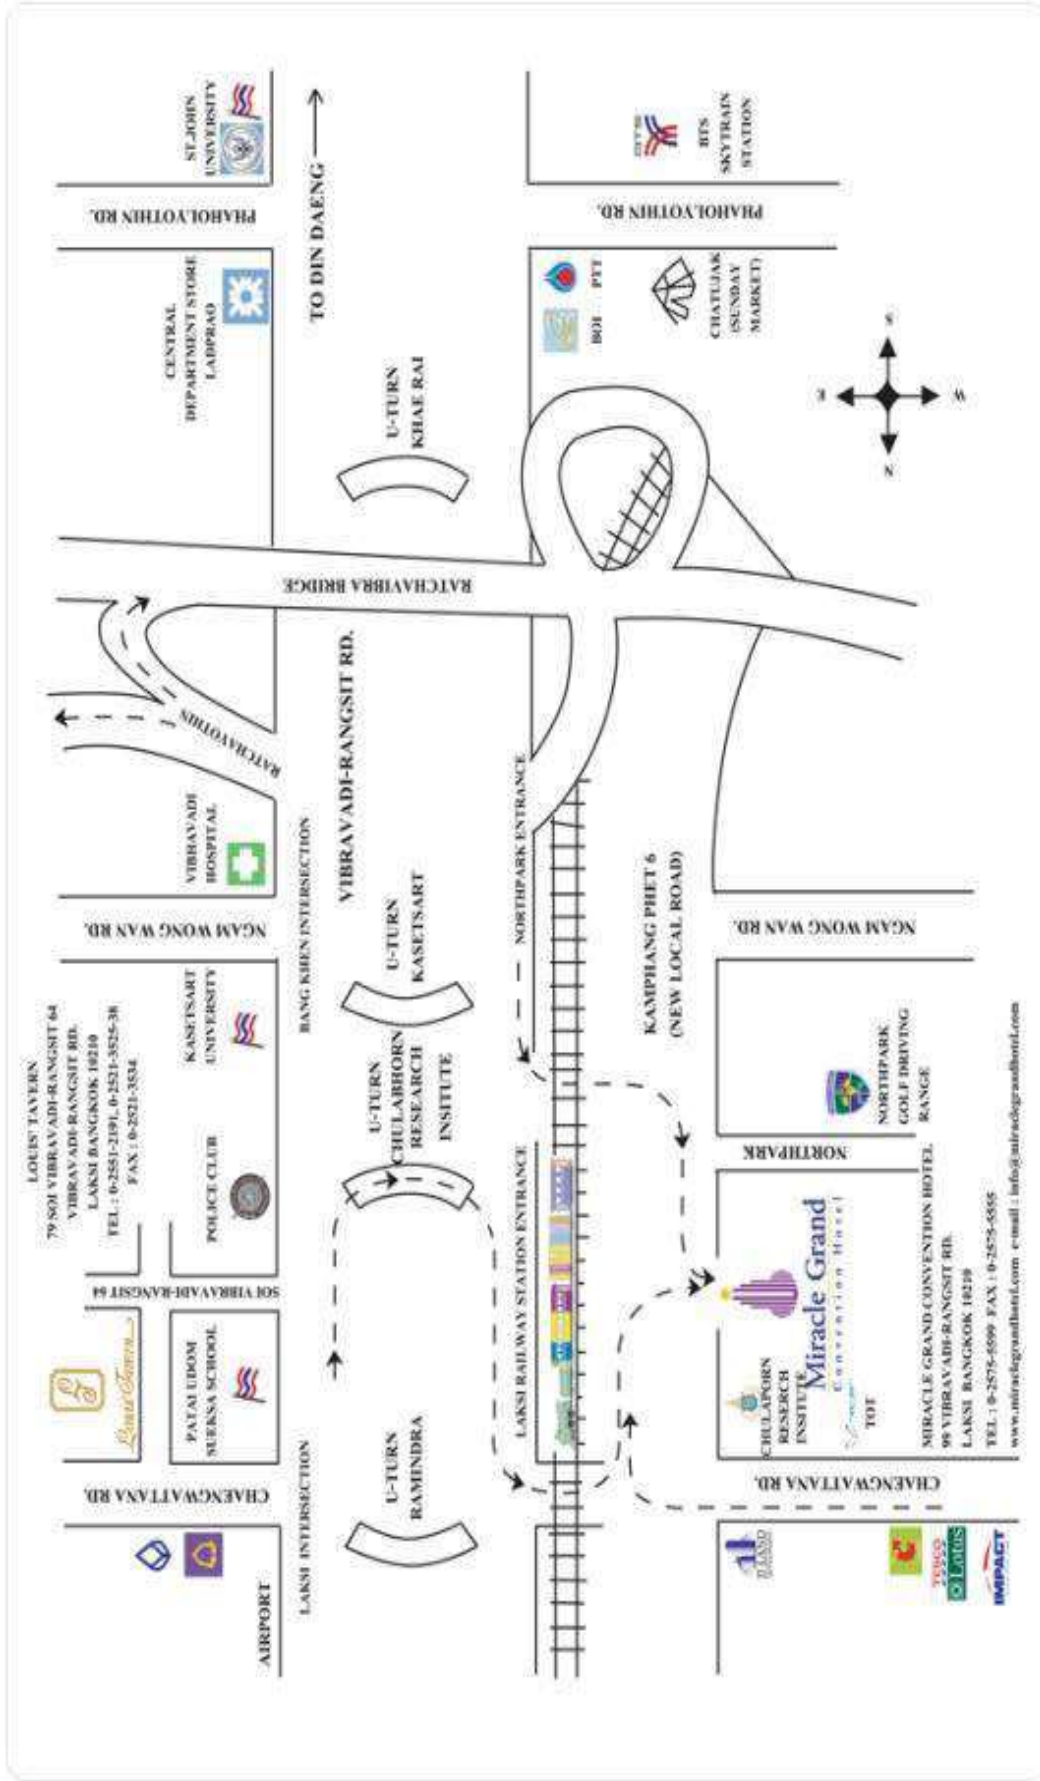 LOUIS' TAVERN
79 SOI VIBRAVADI-RANGSIT 64
VIBRAVADI-RANGSIT RD.
LAKSI BANGKOK 10210
TEL : 0-2551-2191, 0-2521-3525-38
FAX : 0-2521-3534
Louis' Tavern
AIRPORT
CHAENGWATTANA RD.
PATAI UDOM
SUEKSA SCHOOL
SOI VIBRAVADI-RANGSIT 64
POLICE CLUB
KASETSART
UNIVERSITY
NGAM WONG WAN RD.
VIBHAVADI
HOSPITAL
RATCHAYOTHIN
CENTRAL
DEPARTMENT STORE
LADPRAO
PHAHOLYOTHIN RD.
ST.JOHN
UNIVERSITY
LAKSI INTERSECTION
BANG KHEN INTERSECTION
RATCHAVIBRA BRIDGE
TO DIN DAENG
VIBRAVADI-RANGSIT RD.
U-TURN
RAMINDRA
U-TURN
CHULABHORN
RESEARCH
INSITUTE
U-TURN
KASETSART
U-TURN
KHAE RAI
LAKSI RAILWAY STATION ENTRANCE
NORTHPARK ENTRANCE
KAMPHANG PHET 6
(NEW LOCAL ROAD)
BOI
PTT
CHATUJAK
(SUNDAY
MARKET)
PHAHOLYOTHIN RD.
BTS
SKYTRAIN
STATION
N
E
S
W
TESCO
Lotus
IMPACT
CHAENGWATTANA RD.
CHULAPORN
RESERCH
INSITUTE
TOT
Miracle Grand
Convention Hotel
MIRACLE GRAND CONVENTION HOTEL
99 VIBRAVADI-RANGSIT RD.
LAKSI BANGKOK 10210
TEL : 0-2575-5599 FAX : 0-2575-5555
www.miraclegrandhotel.com e-mail : info@miraclegrandhotel.com
NORTHPARK
NORTHPARK
GOLF DRIVING
RANGE
NGAM WONG WAN RD.